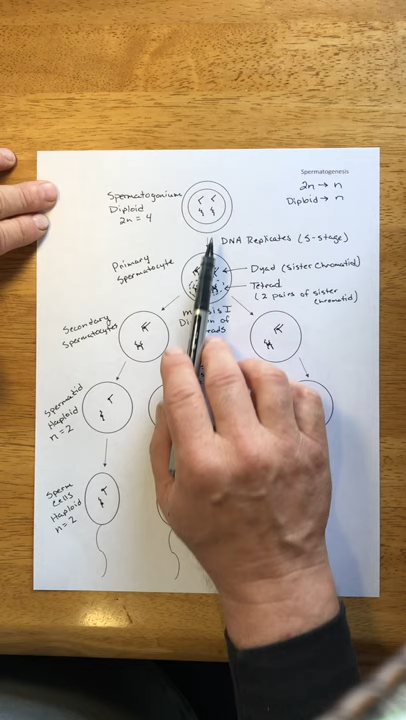 Spermatogenesis
2n → n
Diploid → n
Spermatogonium
Diploid
2n = 4
DNA Replicates (S-stage)
Primary
Spermatocyte
Dyad (Sister Chromatid)
Tetrad
(2 pairs of sister
chromatid)
Secondary
Spermatocytes
Spermatid
Haploid
n = 2
Sperm
cells
Haploid
n = 2